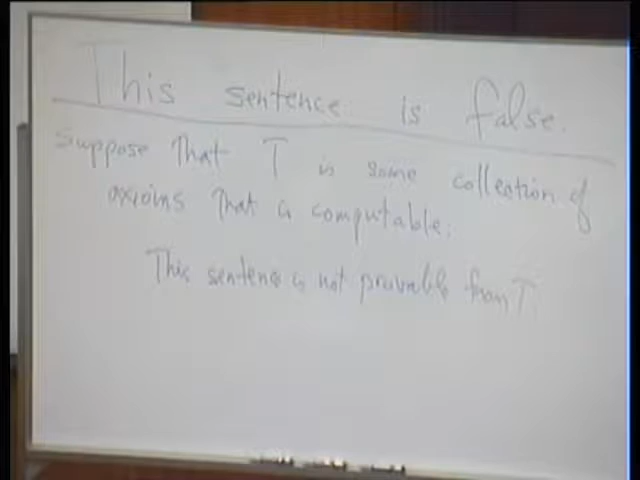 This sentence is false.
Suppose that T is some collection of
axioms that is computable.
This sentence is not provable from T.